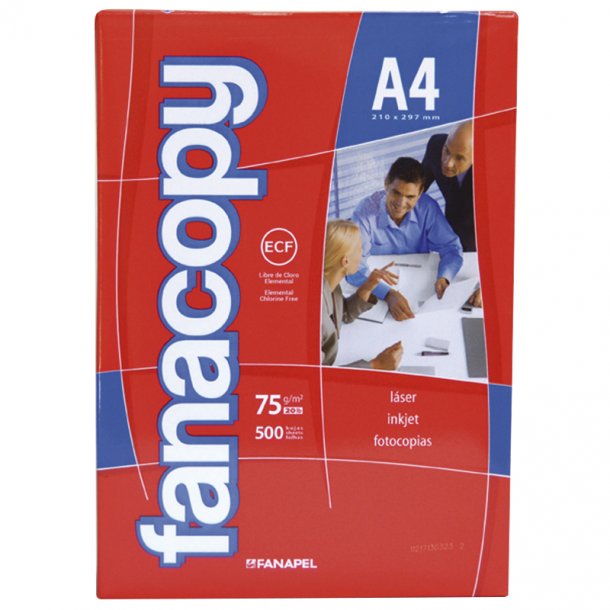 fanacopy
A4
210 x 297 mm
ECF
Libre de Cloro
Elemental
Elemental
Chlorine Free
75 g/m²
20 lb
500 hojas
sheets
folhas
láser
inkjet
fotocopias
FANAPEL